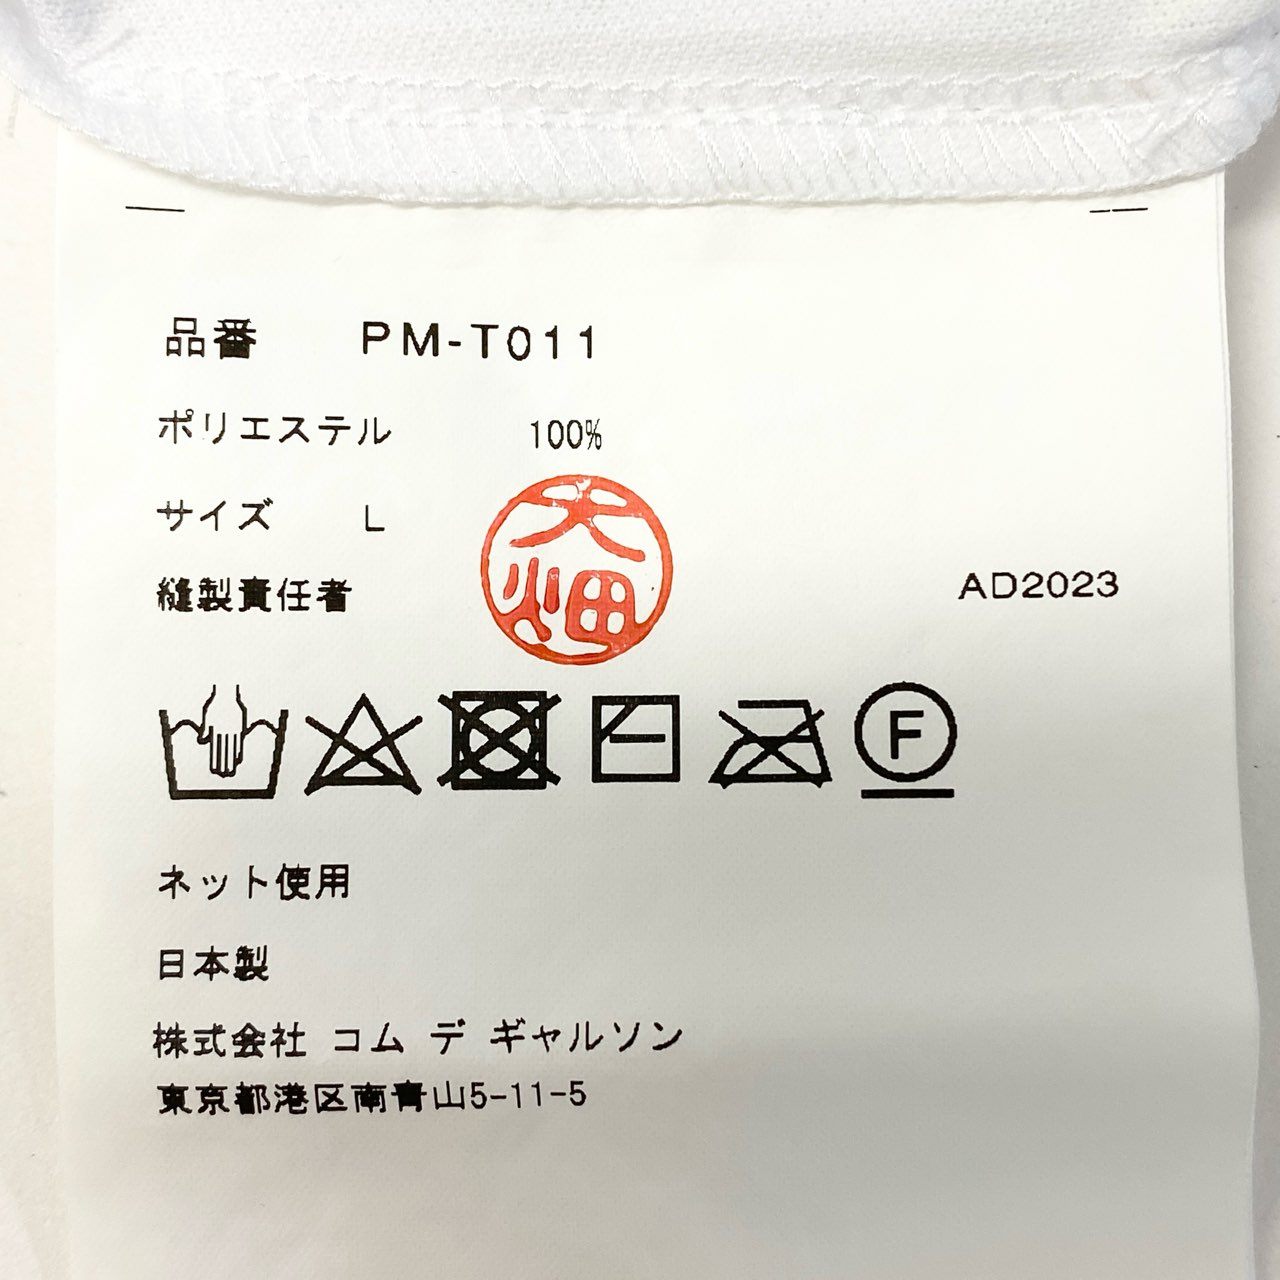 品番 PM-T011
ポリエステル 100%
サイズ L
大畑
縫製責任者 AD2023
F
ネット使用
日本製
株式会社 コム デ ギャルソン
東京都港区南青山5-11-5